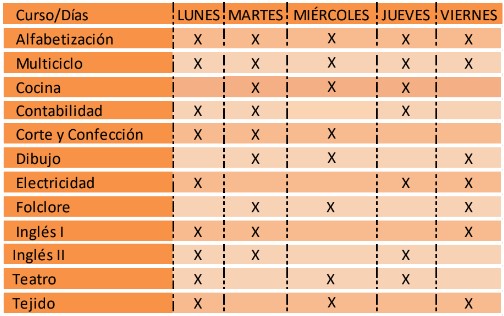 Curso/Días LUNES MARTES MIÉRCOLES JUEVES VIERNES
Alfabetización X X X X X
Multiciclo X X X X X
Cocina X X X
Contabilidad X X X
Corte y Confección X X X
Dibujo X X X
Electricidad X X X
Folclore X X X
Inglés I X X X
Inglés II X X X
Teatro X X X
Tejido X X X